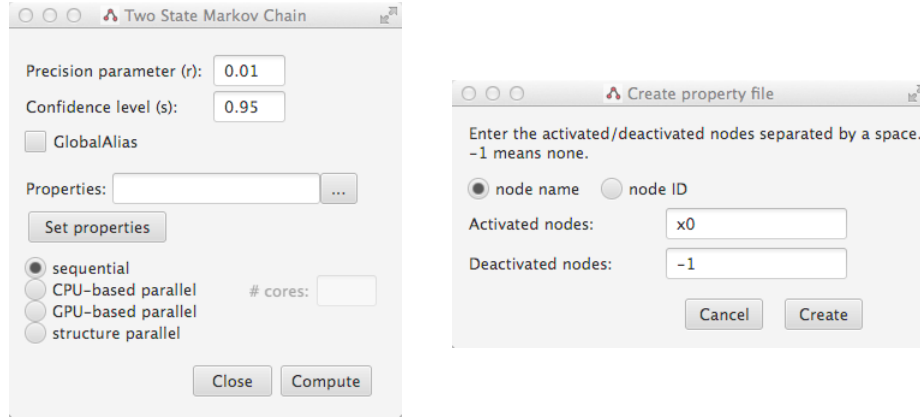 Two State Markov Chain
Precision parameter (r): 0.01
Confidence level (s): 0.95
GlobalAlias
Properties: ...
Set properties
sequential
CPU-based parallel # cores:
GPU-based parallel
structure parallel
Close Compute
Create property file
Enter the activated/deactivated nodes separated by a space.
-1 means none.
node name node ID
Activated nodes: x0
Deactivated nodes: -1
Cancel Create